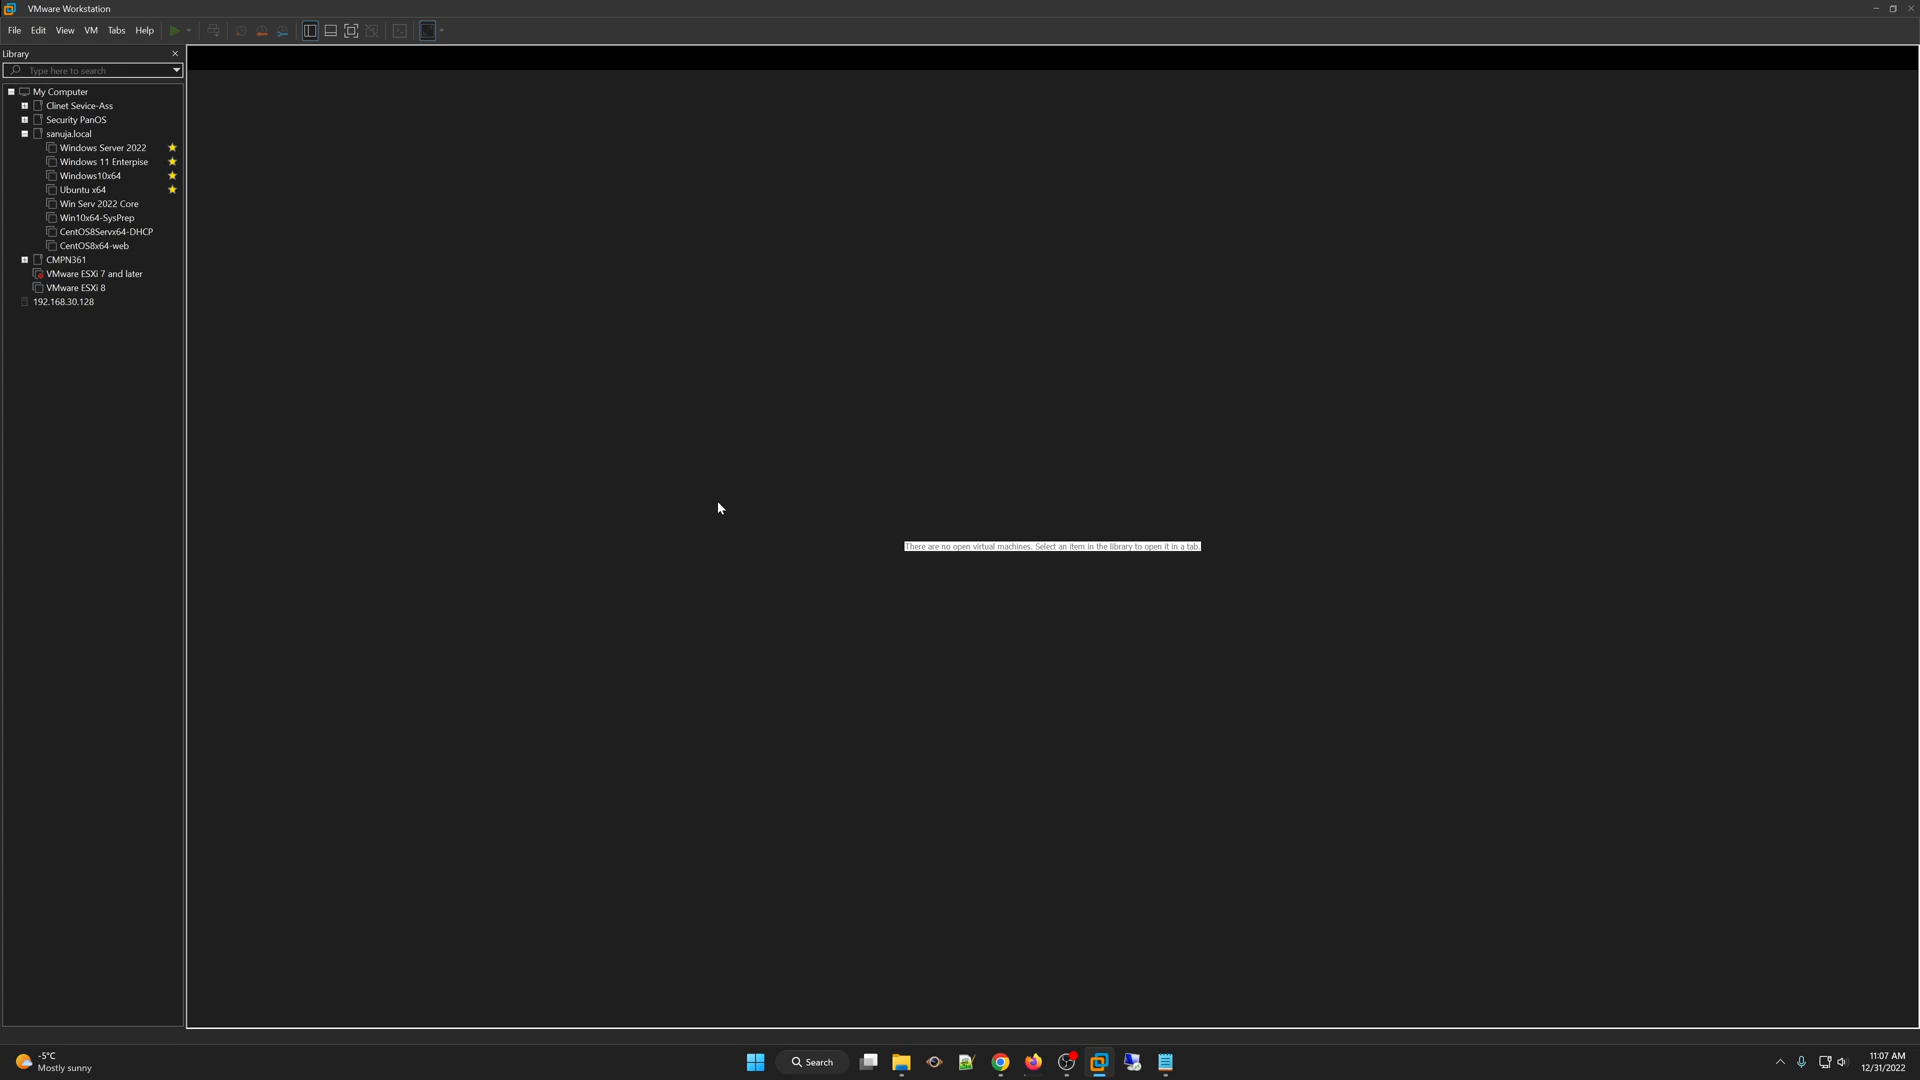 VMware Workstation
File Edit View VM Tabs Help
Library
Type here to search
My Computer
Clinet Sevice-Ass
Security PanOS
sanuja.local
Windows Server 2022
Windows 11 Enterpise
Windows10x64
Ubuntu x64
Win Serv 2022 Core
Win10x64-SysPrep
CentOS8Servx64-DHCP
CentOS8x64-web
CMPN361
VMware ESXi 7 and later
VMware ESXi 8
192.168.30.128
There are no open virtual machines. Select an item in the library to open it in a tab.
-5°C
Mostly sunny
Search
11:07 AM
12/31/2022